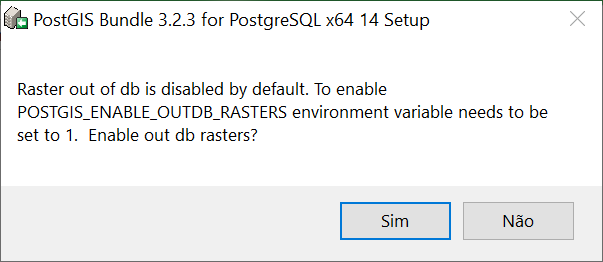 PostGIS Bundle 3.2.3 for PostgreSQL x64 14 Setup
Raster out of db is disabled by default. To enable
POSTGIS_ENABLE_OUTDB_RASTERS environment variable needs to be
set to 1.  Enable out db rasters?
Sim
Não